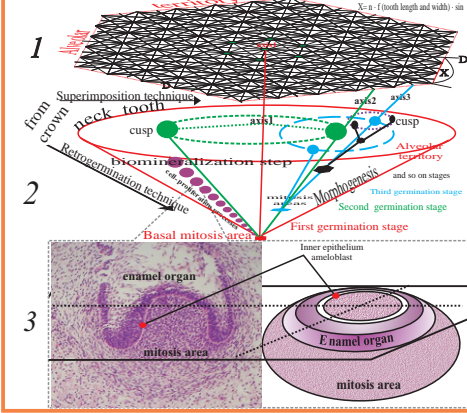 territory
X= n · f (tooth length and width) · sin
1
Alveolar
D
x
D
Superimposition technique
axis2
axis3
from crown
neck tooth
cusp
axis1
cusp
Alveolar
territory
biomineralization step
and so on stages
2
Retrogermination technique
cell proliferation processes
mitosis
areas
Morphogenesis
Third germination stage
Second germination stage
First germination stage
Basal mitosis area
Inner epithelium
ameloblast
enamel organ
3
Enamel organ
mitosis area
mitosis area